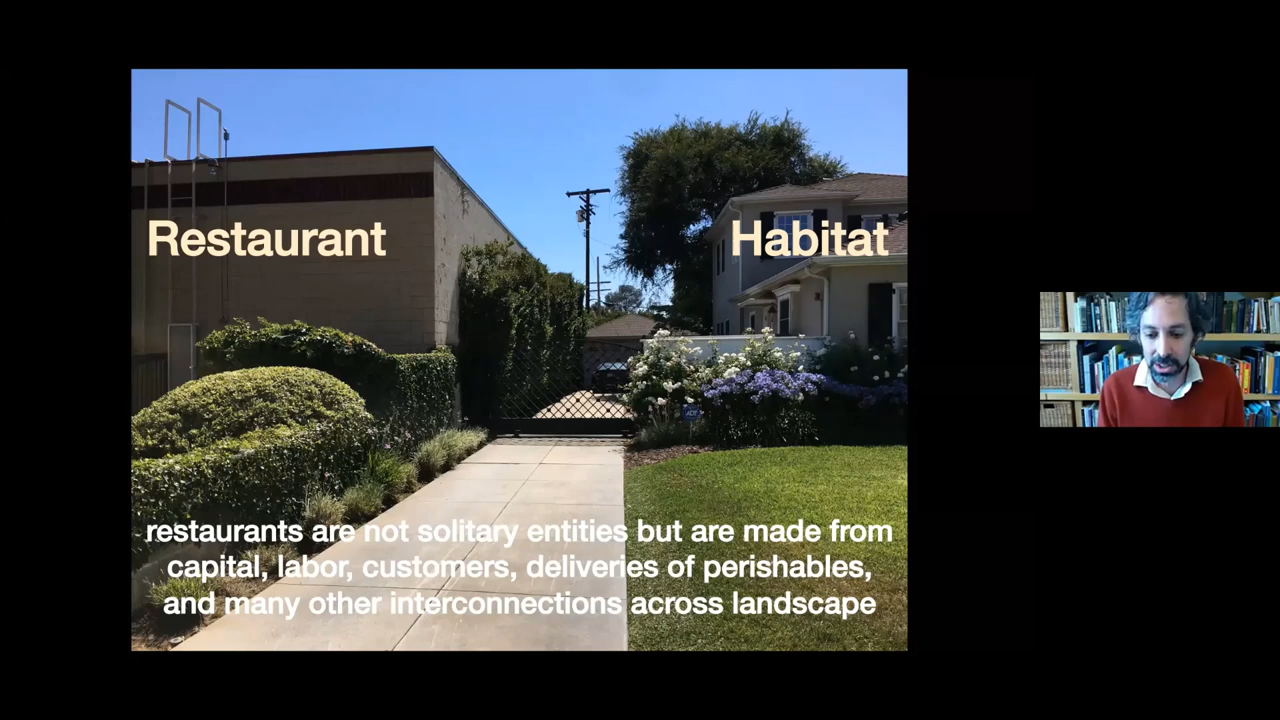 Restaurant
Habitat
restaurants are not solitary entities but are made from
capital, labor, customers, deliveries of perishables,
and many other interconnections across landscape
ADT